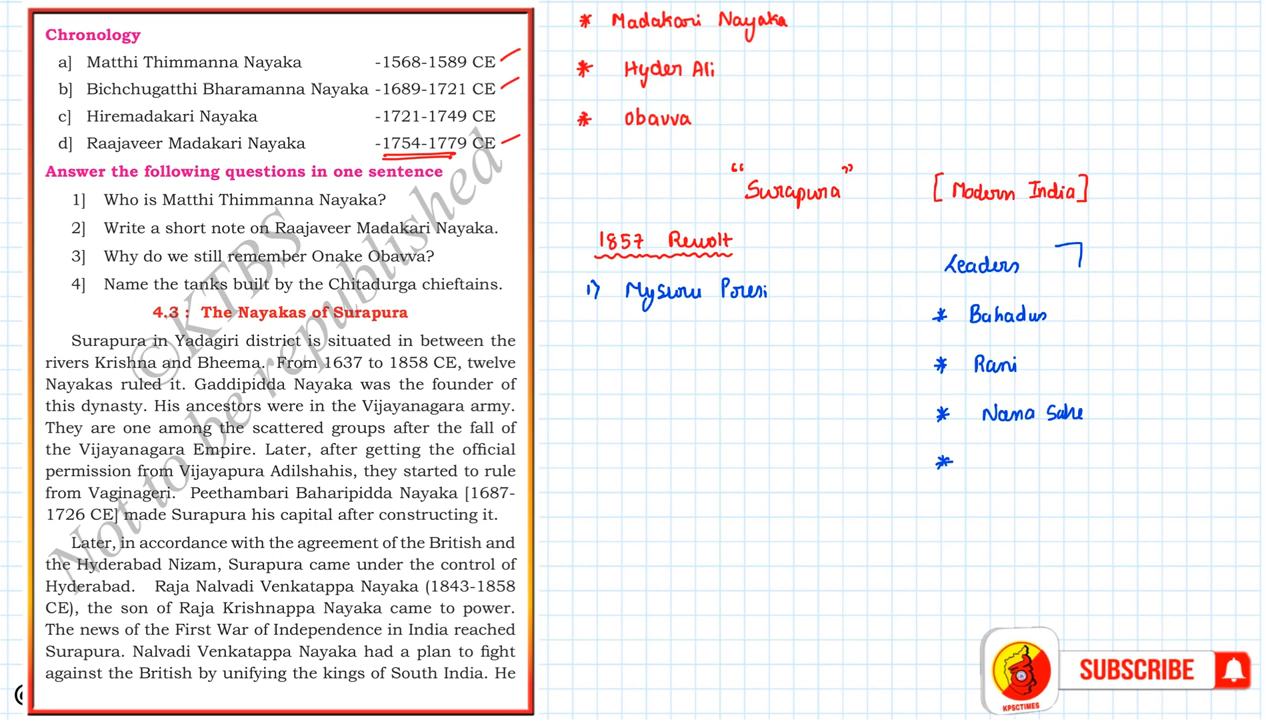 Chronology
a] Matthi Thimmanna Nayaka -1568-1589 CE
b] Bichchugatthi Bharamanna Nayaka -1689-1721 CE
c] Hiremadakari Nayaka -1721-1749 CE
d] Raajaveer Madakari Nayaka -1754-1779 CE
Answer the following questions in one sentence
1] Who is Matthi Thimmanna Nayaka?
2] Write a short note on Raajaveer Madakari Nayaka.
3] Why do we still remember Onake Obavva?
4] Name the tanks built by the Chitadurga chieftains.
4.3 : The Nayakas of Surapura
Surapura in Yadagiri district is situated in between the
rivers Krishna and Bheema. From 1637 to 1858 CE, twelve
Nayakas ruled it. Gaddipidda Nayaka was the founder of
this dynasty. His ancestors were in the Vijayanagara army.
They are one among the scattered groups after the fall of
the Vijayanagara Empire. Later, after getting the official
permission from Vijayapura Adilshahis, they started to rule
from Vaginageri. Peethambari Baharipidda Nayaka [1687-
1726 CE] made Surapura his capital after constructing it.
Later, in accordance with the agreement of the British and
the Hyderabad Nizam, Surapura came under the control of
Hyderabad. Raja Nalvadi Venkatappa Nayaka (1843-1858
CE), the son of Raja Krishnappa Nayaka came to power.
The news of the First War of Independence in India reached
Surapura. Nalvadi Venkatappa Nayaka had a plan to fight
against the British by unifying the kings of South India. He
©KTBS
Not to be republished
* Madakari Nayaka
* Hyder Ali
* Obavva
"Surapura" [Modern India]
1857 Revolt
1) Mysuru Presi
Leaders
* Bahadus
* Rani
* Nana Sahe
*
KPSCTIMES
SUBSCRIBE